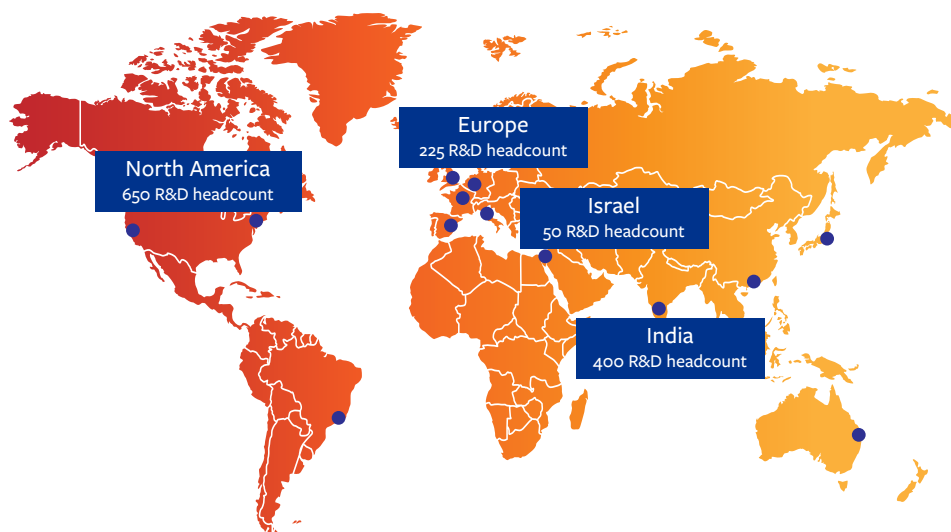 Europe
225 R&D headcount
North America
650 R&D headcount
Israel
50 R&D headcount
India
400 R&D headcount